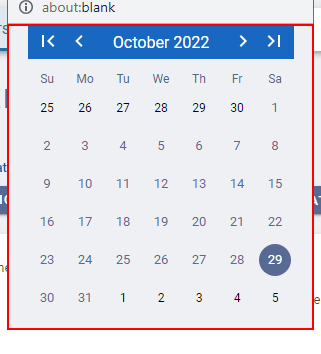 about:blank
October 2022
Su Mo Tu We Th Fr Sa
25 26 27 28 29 30 1
2 3 4 5 6 7 8
9 10 11 12 13 14 15
16 17 18 19 20 21 22
23 24 25 26 27 28 29
30 31 1 2 3 4 5